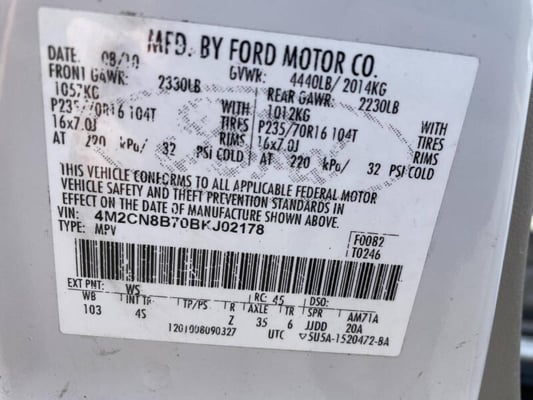 MFD. BY FORD MOTOR CO.
DATE: 08/10 GVWR: 4440LB/ 2014KG
FRONT GAWR: 2330LB REAR GAWR: 2230LB
1057KG WITH 1012KG WITH
P235/70R16 104T TIRES P235/70R16 104T TIRES
16x7.0J RIMS 16x7.0J RIMS
AT 220 kPa/ 32 PSI COLD AT 220 kPa/ 32 PSI COLD
THIS VEHICLE CONFORMS TO ALL APPLICABLE FEDERAL MOTOR
VEHICLE SAFETY AND THEFT PREVENTION STANDARDS IN
EFFECT ON THE DATE OF MANUFACTURE SHOWN ABOVE.
VIN: 4M2CN8B70BKJ02178
TYPE: MPV
F0082
T0246
EXT PNT: WS RC: 45 DSO:
WB INT TR TP/PS R AXLE TR SPR AM71A
103 4S Z 35 6 JJDD 20A
UTC 5U5A-1520472-BA